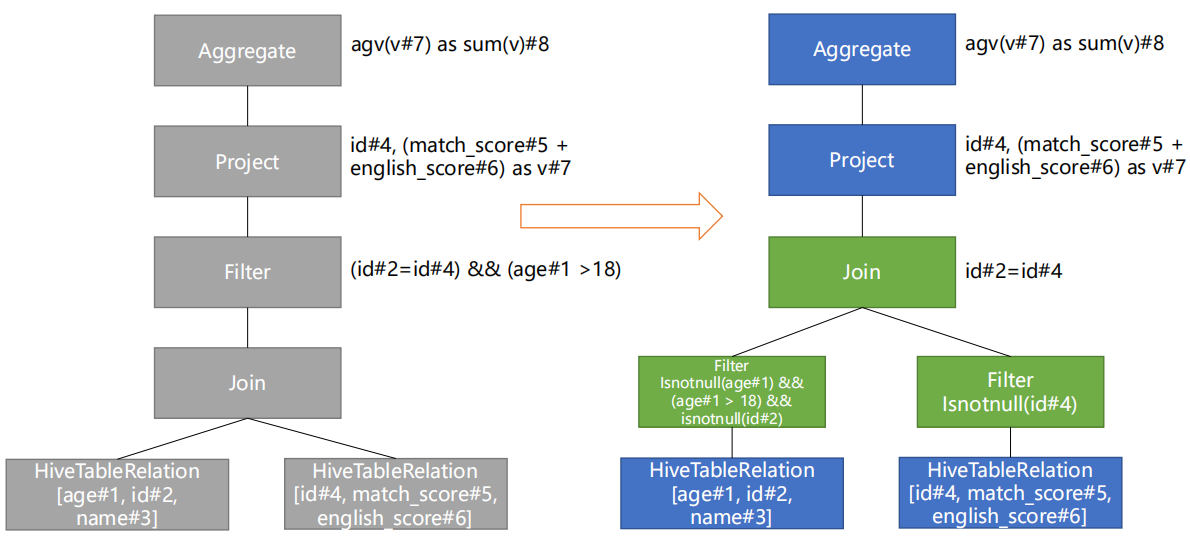 Aggregate
agv(v#7) as sum(v)#8
Project
id#4, (match_score#5 +
english_score#6) as v#7
Filter
(id#2=id#4) && (age#1 >18)
Join
HiveTableRelation
[age#1, id#2,
name#3]
HiveTableRelation
[id#4, match_score#5,
english_score#6]
Aggregate
agv(v#7) as sum(v)#8
Project
id#4, (match_score#5 +
english_score#6) as v#7
Join
id#2=id#4
Filter
Isnotnull(age#1) &&
(age#1 > 18) &&
isnotnull(id#2)
Filter
Isnotnull(id#4)
HiveTableRelation
[age#1, id#2,
name#3]
HiveTableRelation
[id#4, match_score#5,
english_score#6]